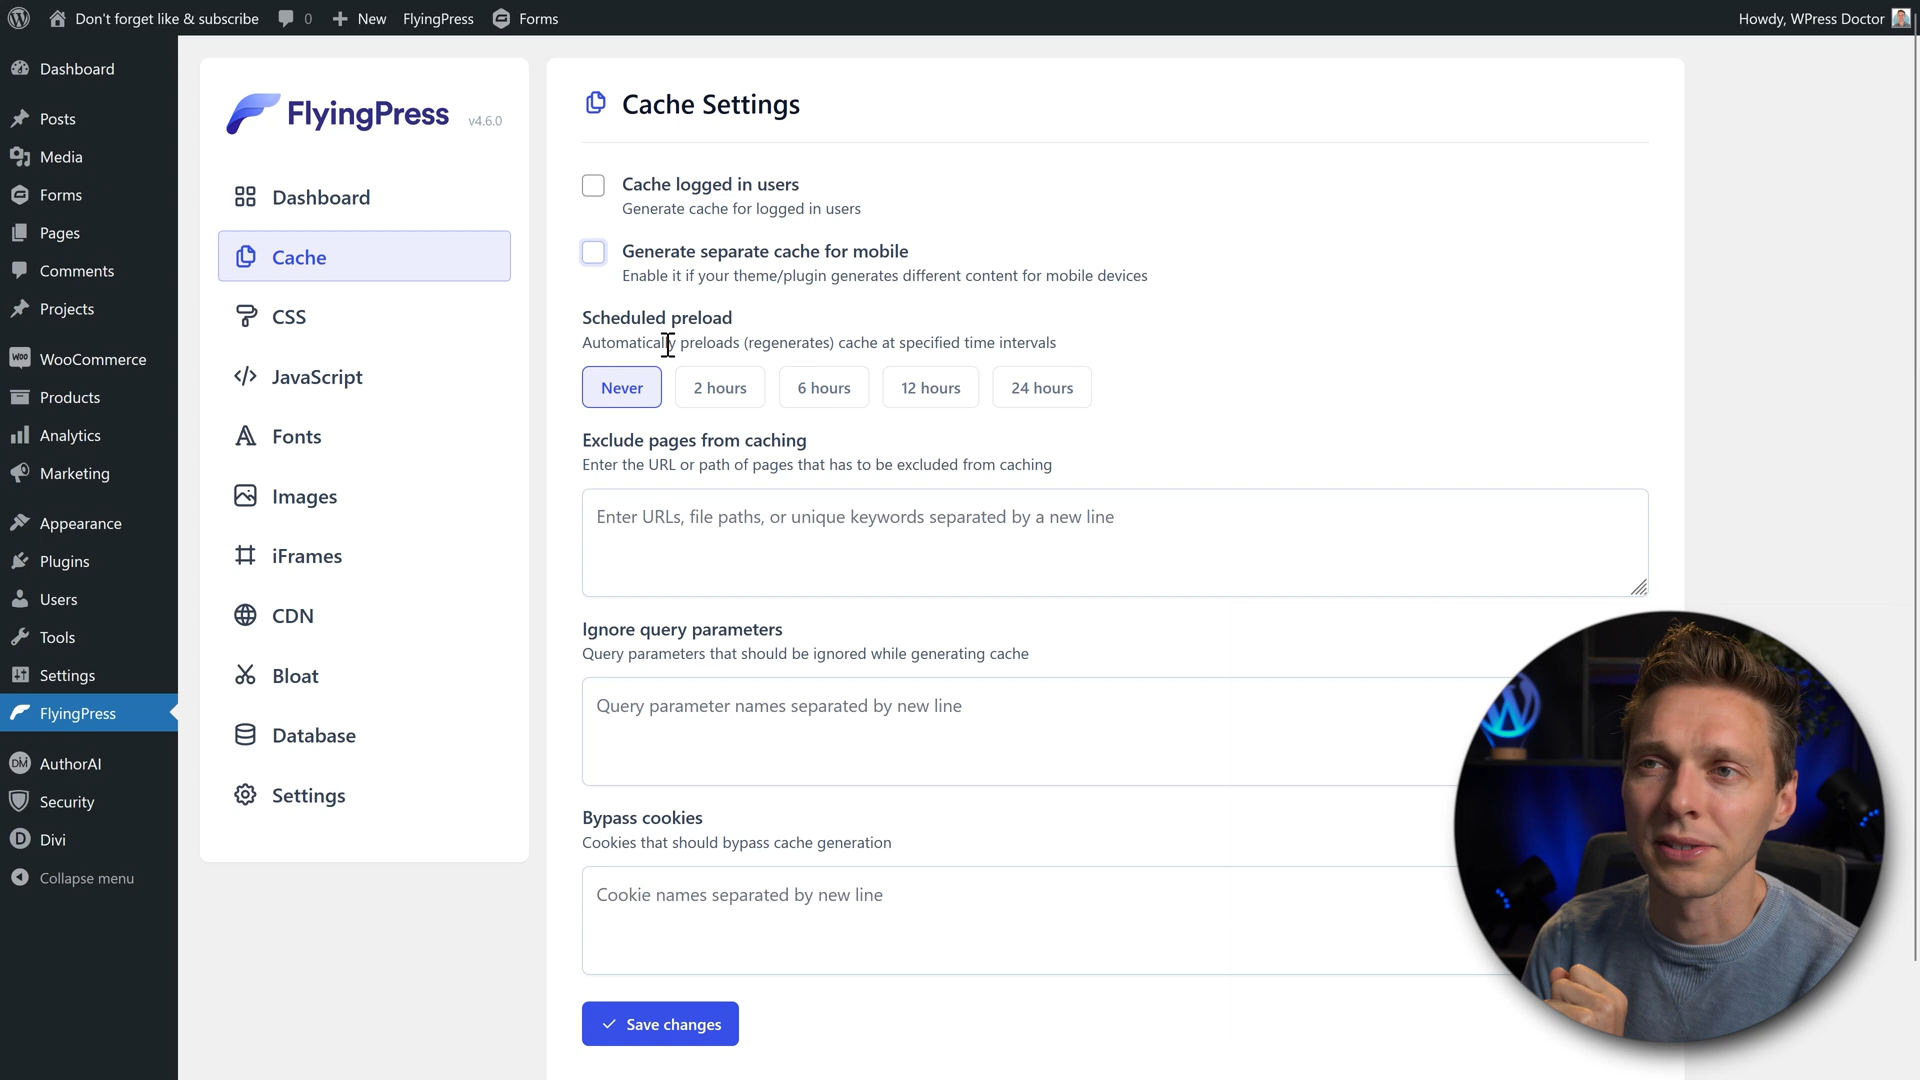 Don't forget like & subscribe
0
New
FlyingPress
Forms
Howdy, WPress Doctor
Dashboard
Posts
Media
Forms
Pages
Comments
Projects
WOO
WooCommerce
Products
Analytics
Marketing
Appearance
Plugins
Users
Tools
Settings
FlyingPress
DM
AuthorAI
Security
D
Divi
Collapse menu
FlyingPress
v4.6.0
Dashboard
Cache
CSS
JavaScript
Fonts
Images
iFrames
CDN
Bloat
Database
Settings
Cache Settings
Cache logged in users
Generate cache for logged in users
Generate separate cache for mobile
Enable it if your theme/plugin generates different content for mobile devices
Scheduled preload
Automatically preloads (regenerates) cache at specified time intervals
Never
2 hours
6 hours
12 hours
24 hours
Exclude pages from caching
Enter the URL or path of pages that has to be excluded from caching
Enter URLs, file paths, or unique keywords separated by a new line
Ignore query parameters
Query parameters that should be ignored while generating cache
Query parameter names separated by new line
Bypass cookies
Cookies that should bypass cache generation
Cookie names separated by new line
Save changes